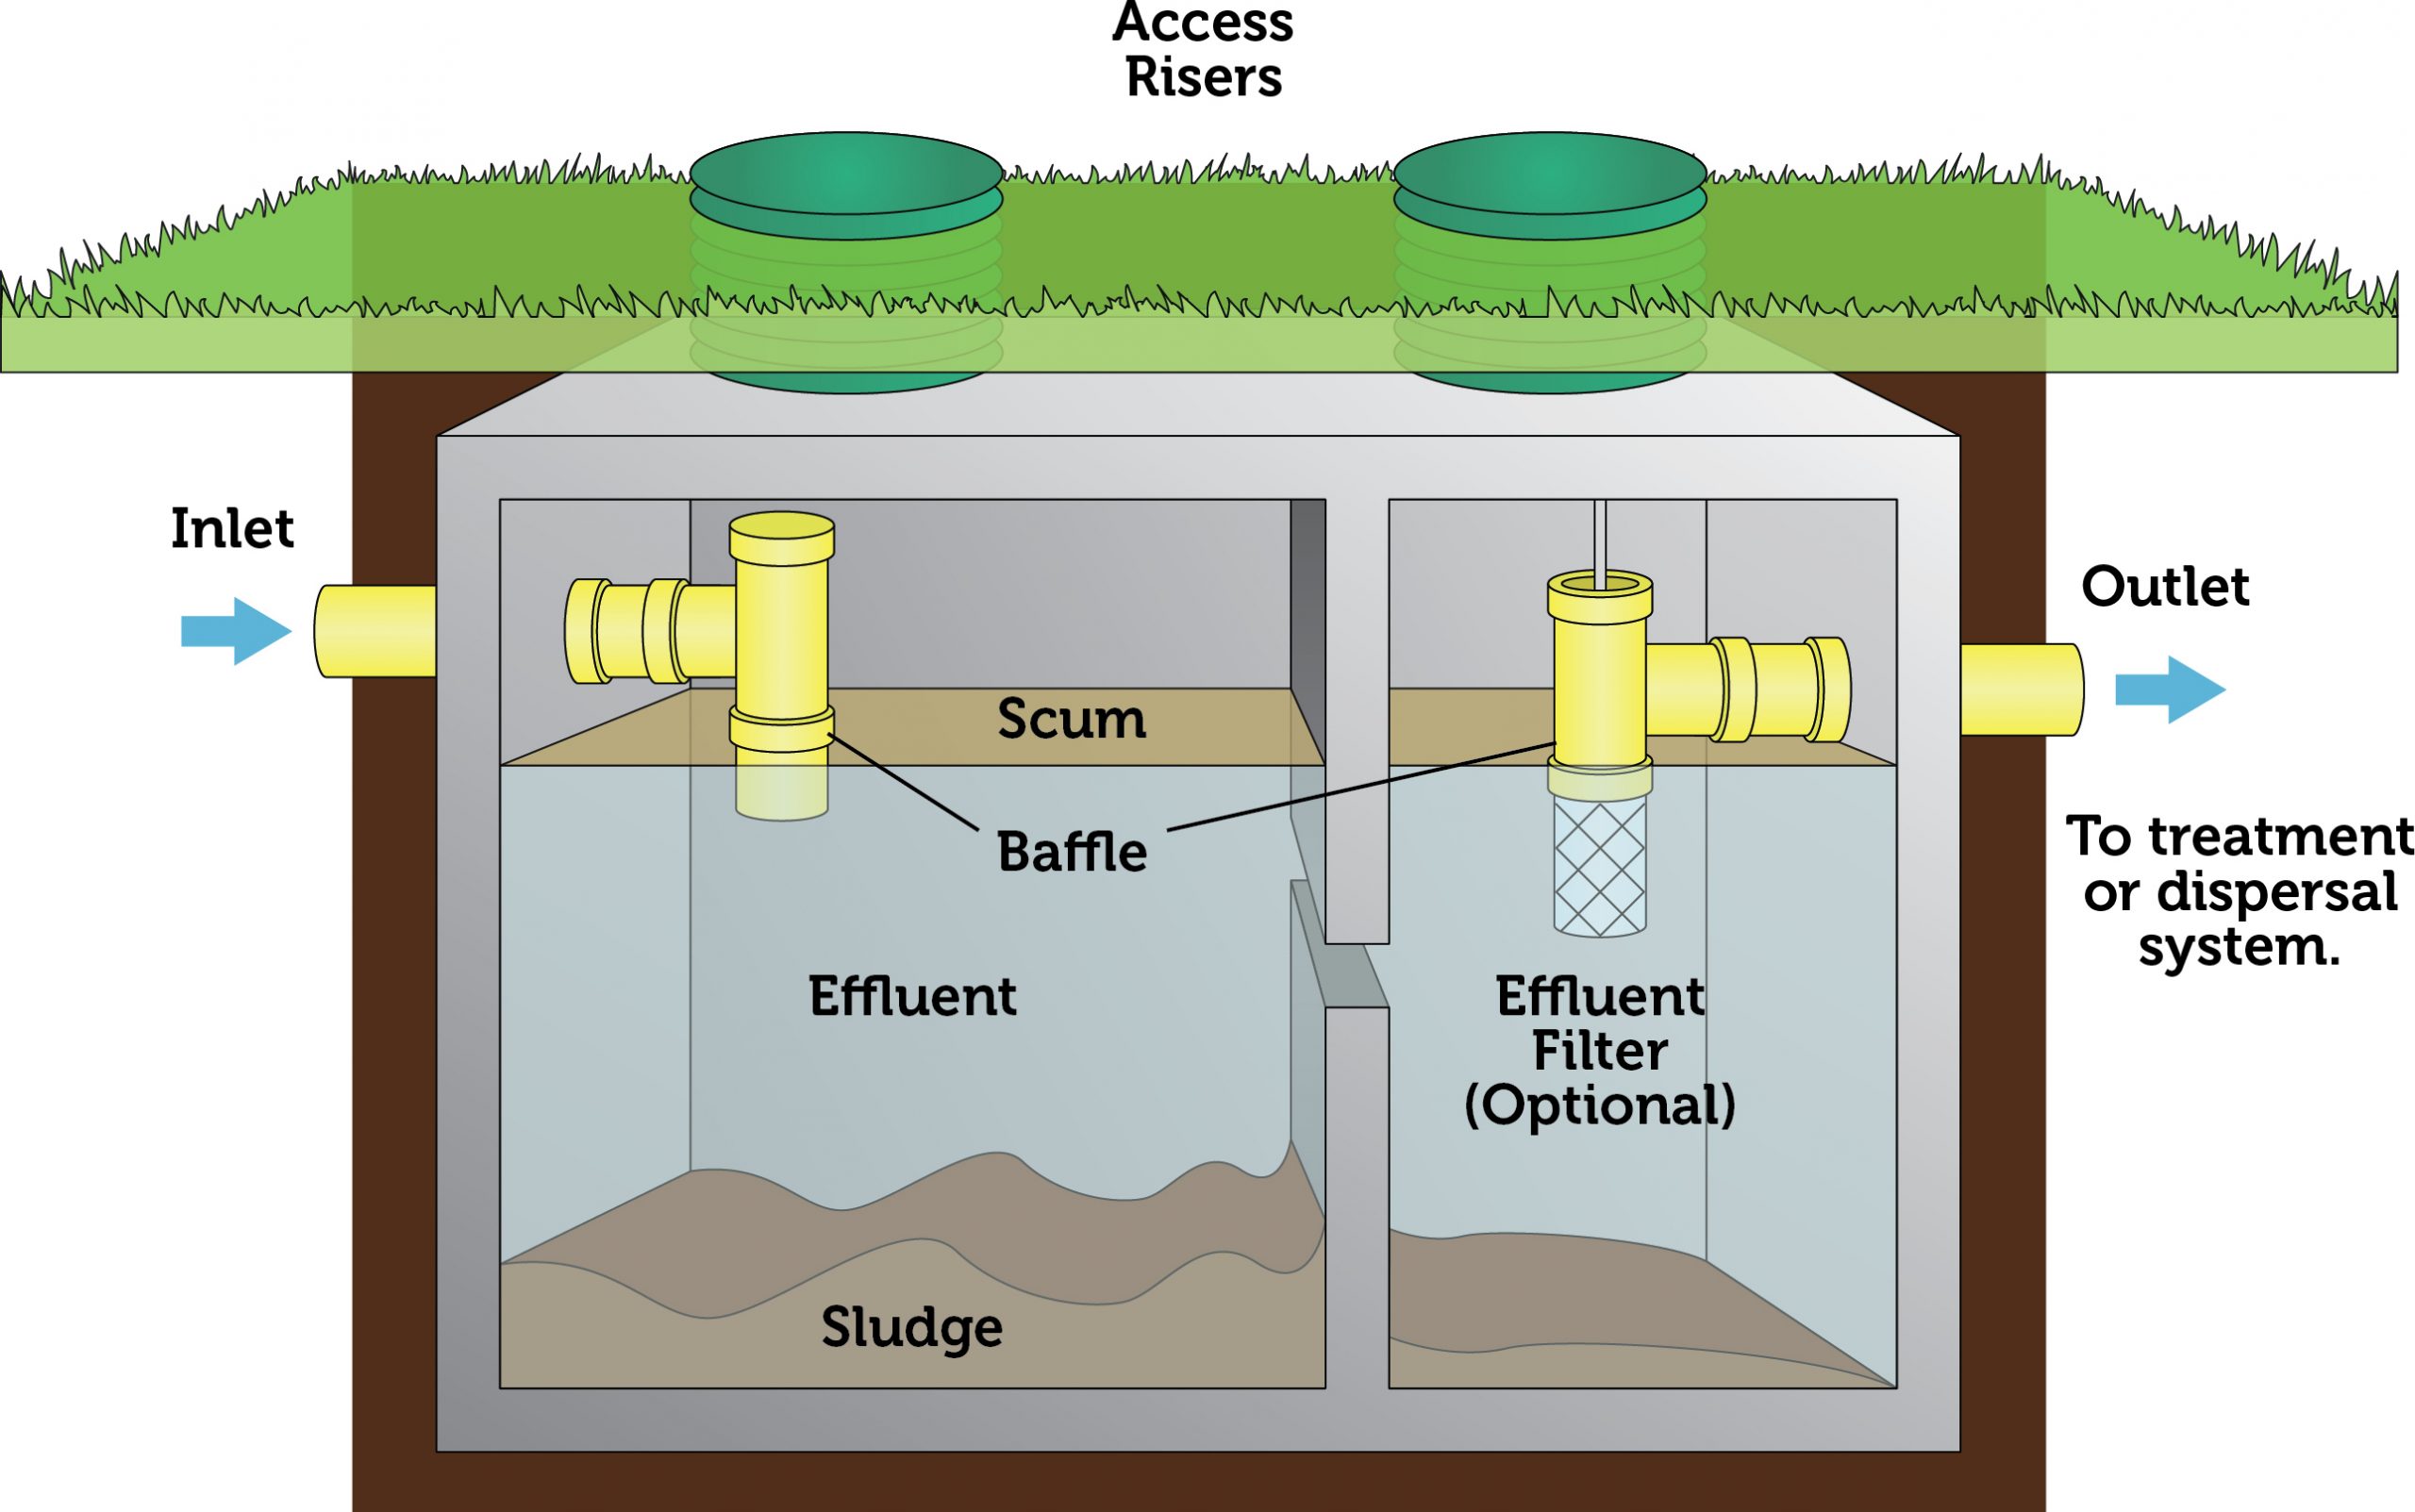 Access
Risers
Inlet
Outlet
Scum
Baffle
To treatment
or dispersal
system.
Effluent
Effluent
Filter
(Optional)
Sludge